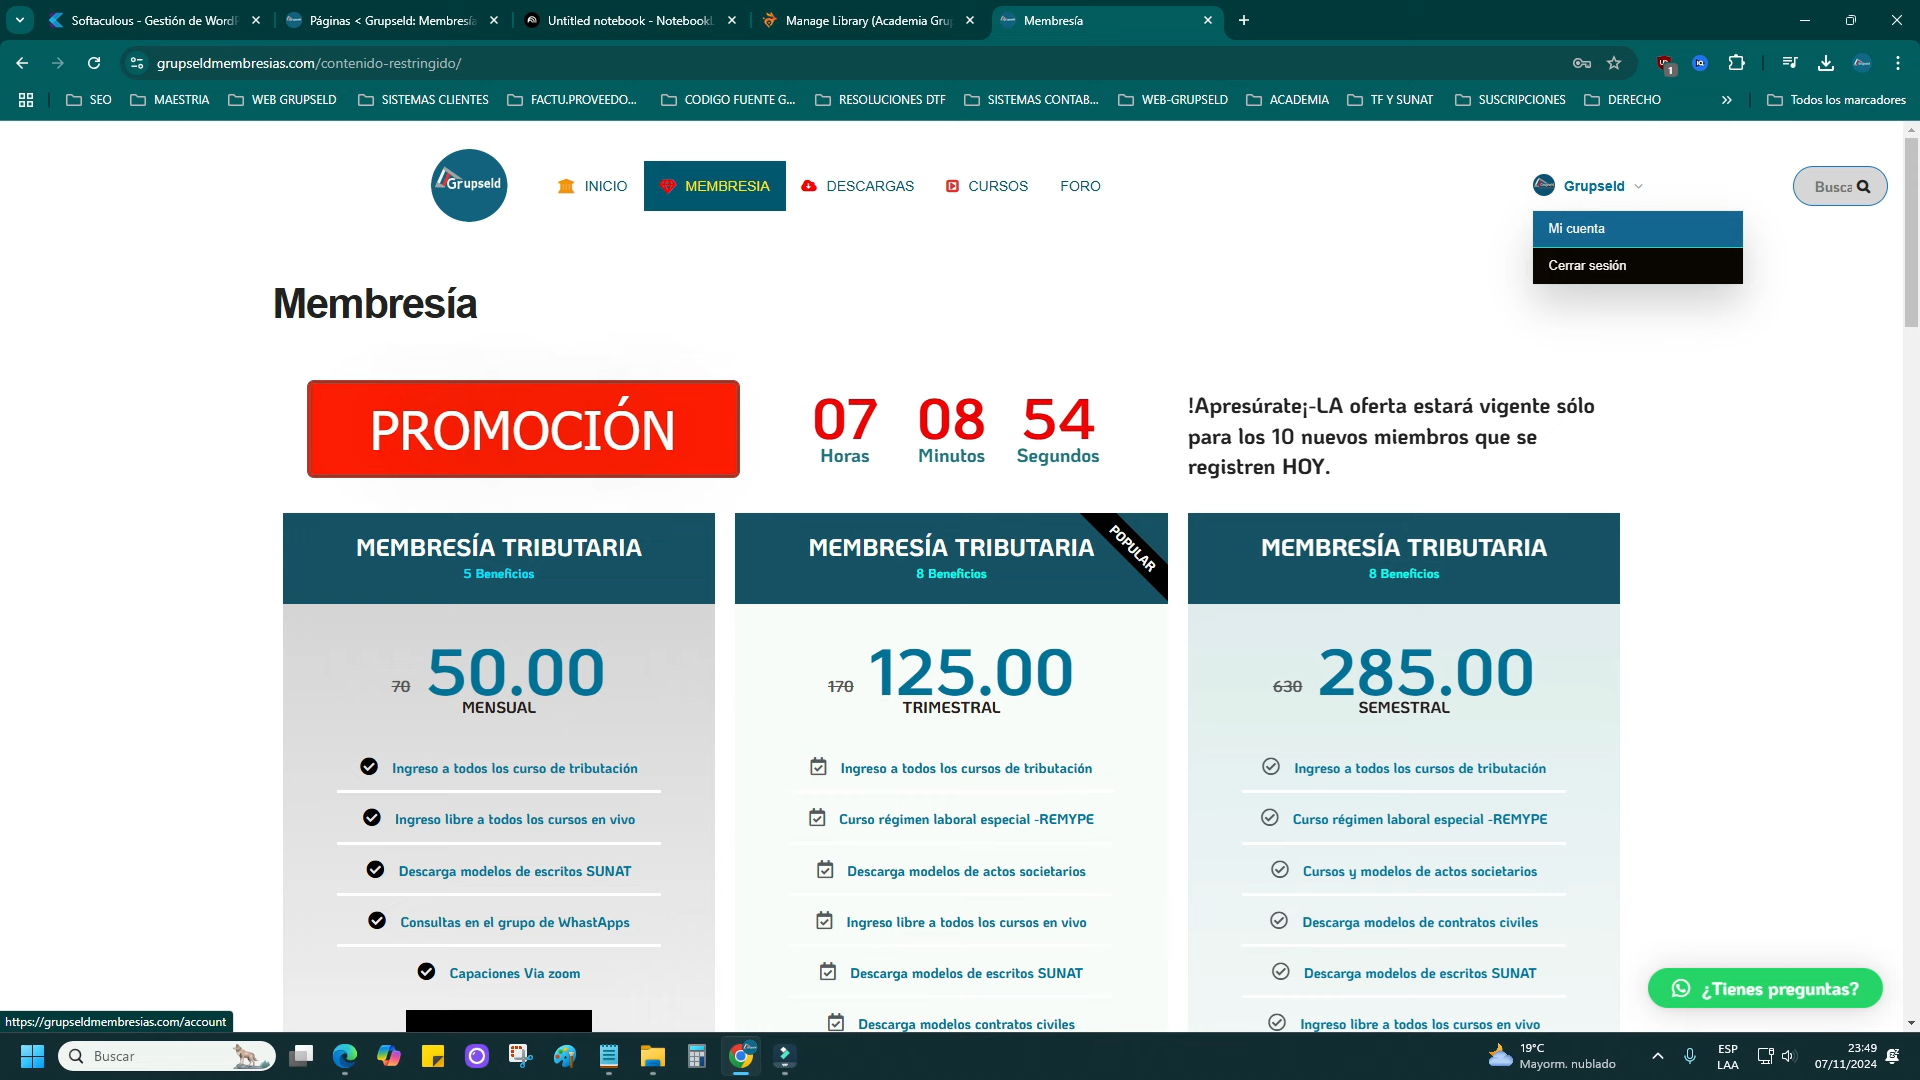 Softaculous - Gestión de WordP
Páginas < Grupseld: Membresía
Untitled notebook - NotebookL
Manage Library (Academia Grup
Membresía
grupseldmembresias.com/contenido-restringido/
1
SEO
MAESTRIA
WEB GRUPSELD
SISTEMAS CLIENTES
FACTU.PROVEEDO...
CODIGO FUENTE G...
RESOLUCIONES DTF
SISTEMAS CONTAB...
WEB-GRUPSELD
ACADEMIA
TF Y SUNAT
SUSCRIPCIONES
DERECHO
»
Todos los marcadores
Grupseld
INICIO
MEMBRESIA
DESCARGAS
CURSOS
FORO
Grupseld
Busca
Mi cuenta
Cerrar sesión
Membresía
PROMOCIÓN
07 08 54
Horas Minutos Segundos
!Apresúrate¡-LA oferta estará vigente sólo
para los 10 nuevos miembros que se
registren HOY.
MEMBRESÍA TRIBUTARIA
5 Beneficios
70 50.00
MENSUAL
Ingreso a todos los curso de tributación
Ingreso libre a todos los cursos en vivo
Descarga modelos de escritos SUNAT
Consultas en el grupo de WhastApps
Capaciones Via zoom
MEMBRESÍA TRIBUTARIA
8 Beneficios
POPULAR
170 125.00
TRIMESTRAL
Ingreso a todos los cursos de tributación
Curso régimen laboral especial -REMYPE
Descarga modelos de actos societarios
Ingreso libre a todos los cursos en vivo
Descarga modelos de escritos SUNAT
Descarga modelos contratos civiles
MEMBRESÍA TRIBUTARIA
8 Beneficios
630 285.00
SEMESTRAL
Ingreso a todos los cursos de tributación
Curso régimen laboral especial -REMYPE
Cursos y modelos de actos societarios
Descarga modelos de contratos civiles
Descarga modelos de escritos SUNAT
Ingreso libre a todos los cursos en vivo
¿Tienes preguntas?
https://grupseldmembresias.com/account
Buscar
19°C
Mayorm. nublado
ESP
LAA
23:49
07/11/2024